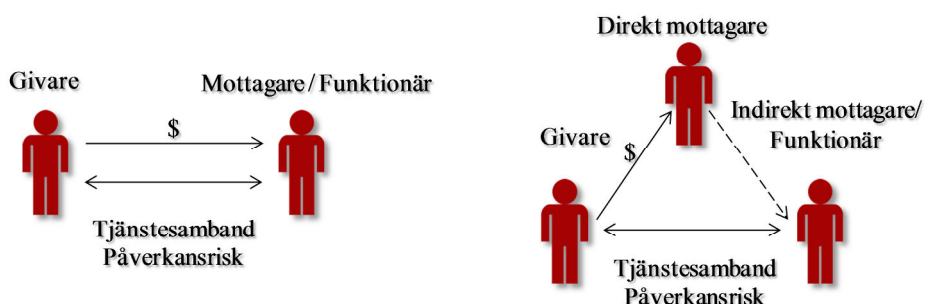 Givare
Mottagare/Funktionär
$
Tjänstesamband
Påverkansrisk
Direkt mottagare
Indirekt mottagare/
Funktionär
Givare
$
Tjänstesamband
Påverkansrisk